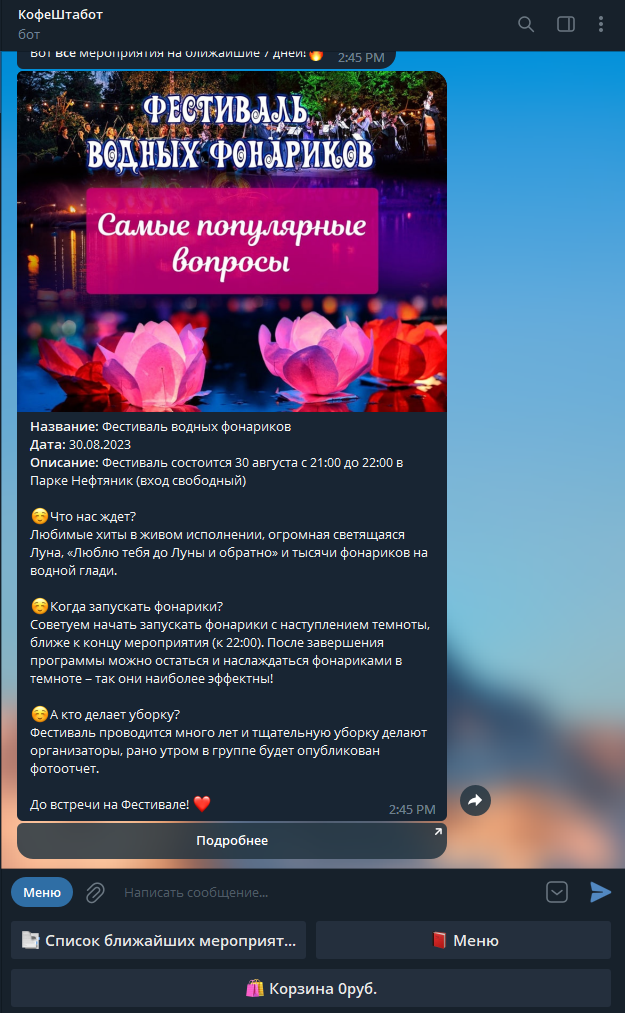 КофеШтабот
бот
Вот все мероприятия на ближайшие 7 дней!🔥
2:45 PM
ФЕСТИВАЛЬ
ВОДНЫХ ФОНАРИКОВ
Самые популярные
вопросы
Название: Фестиваль водных фонариков
Дата: 30.08.2023
Описание: Фестиваль состоится 30 августа с 21:00 до 22:00 в
Парке Нефтяник (вход свободный)
☺️Что нас ждет?
Любимые хиты в живом исполнении, огромная светящаяся
Луна, «Люблю тебя до Луны и обратно» и тысячи фонариков на
водной глади.
☺️Когда запускать фонарики?
Советуем начать запускать фонарики с наступлением темноты,
ближе к концу мероприятия (к 22:00). После завершения
программы можно остаться и наслаждаться фонариками в
темноте – так они наиболее эффектны!
☺️А кто делает уборку?
Фестиваль проводится много лет и тщательную уборку делают
организаторы, рано утром в группе будет опубликован
фотоотчет.
До встречи на Фестивале! ❤️
2:45 PM
Подробнее
Меню
Написать сообщение...
Список ближайших мероприят...
Меню
Корзина 0руб.